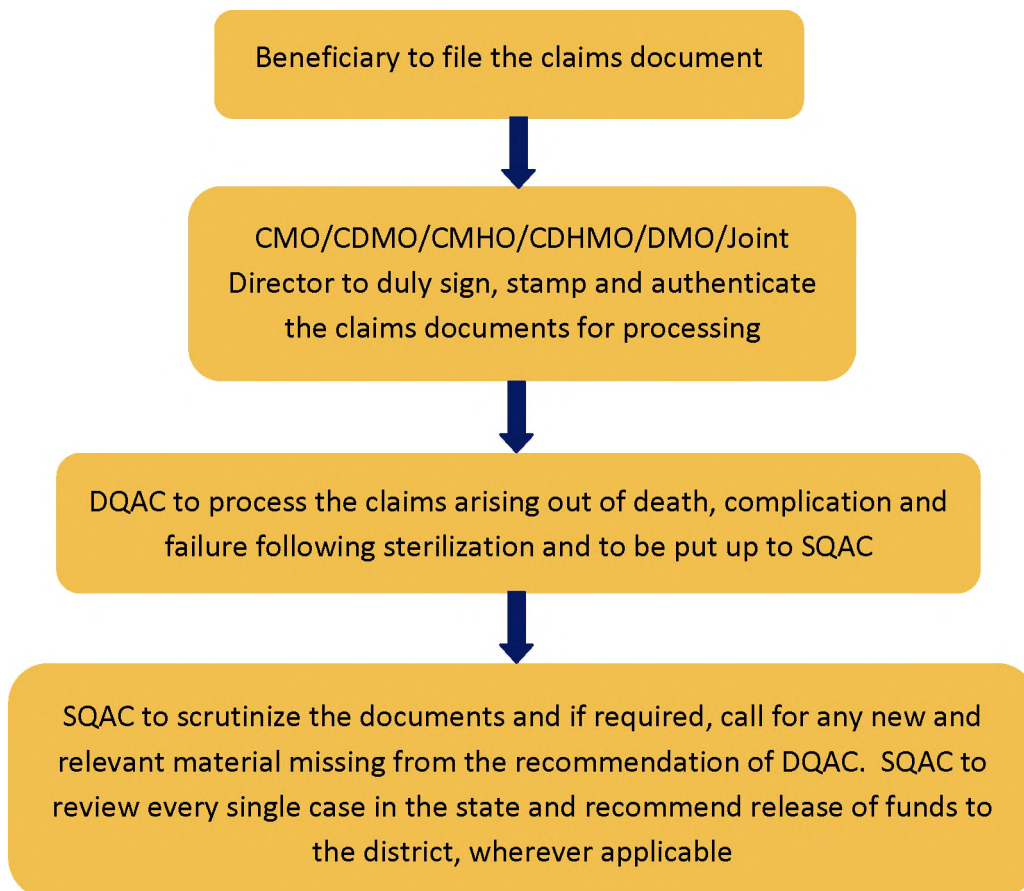 Beneficiary to file the claims document
CMO/CDMO/CMHO/CDHMO/DMO/Joint
Director to duly sign, stamp and authenticate
the claims documents for processing
DQAC to process the claims arising out of death, complication and
failure following sterilization and to be put up to SQAC
SQAC to scrutinize the documents and if required, call for any new and
relevant material missing from the recommendation of DQAC.  SQAC to
review every single case in the state and recommend release of funds to
the district, wherever applicable